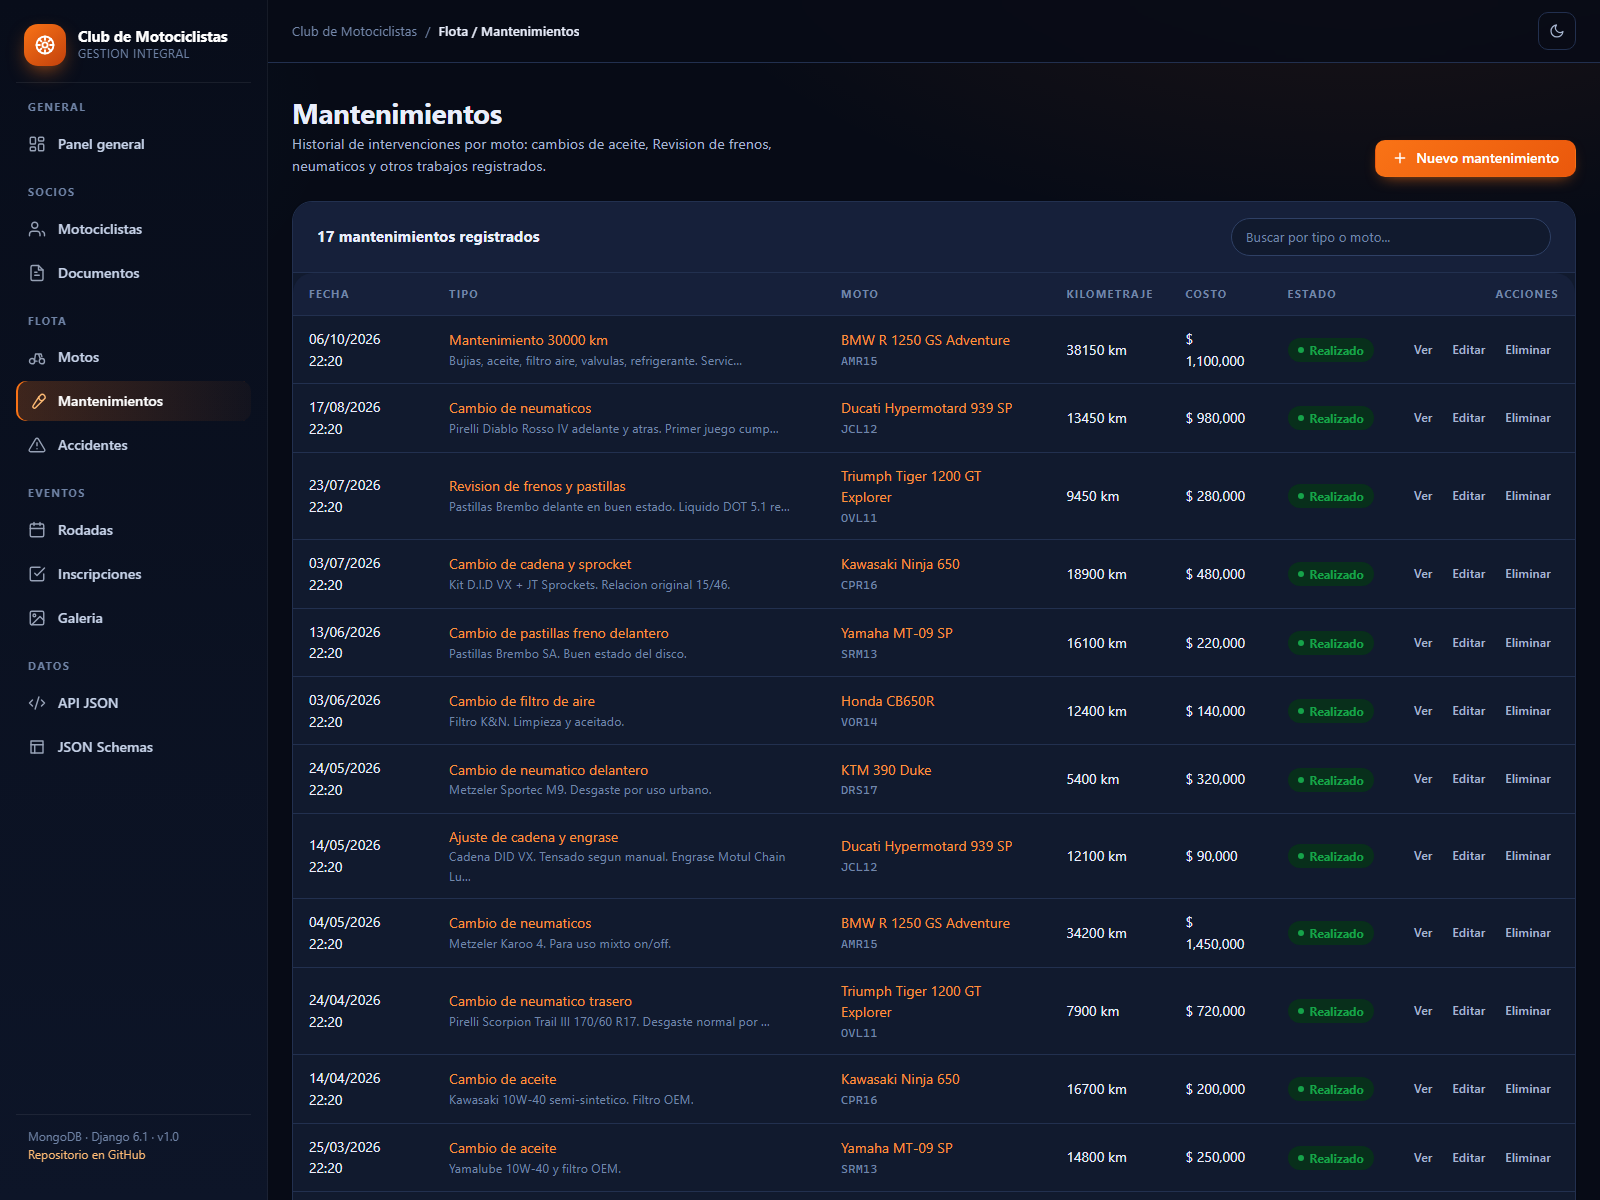 Club de Motociclistas
GESTION INTEGRAL
GENERAL
Panel general
SOCIOS
Motociclistas
Documentos
FLOTA
Motos
Mantenimientos
Accidentes
EVENTOS
Rodadas
Inscripciones
Galeria
DATOS
API JSON
JSON Schemas
MongoDB · Django 6.1 · v1.0
Repositorio en GitHub
Club de Motociclistas / Flota / Mantenimientos
Mantenimientos
Historial de intervenciones por moto: cambios de aceite, Revision de frenos,
neumaticos y otros trabajos registrados.
+ Nuevo mantenimiento
17 mantenimientos registrados
Buscar por tipo o moto...
FECHA TIPO MOTO KILOMETRAJE COSTO ESTADO ACCIONES
06/10/2026 22:20
Mantenimiento 30000 km
Bujias, aceite, filtro aire, valvulas, refrigerante. Servic...
BMW R 1250 GS Adventure
AMR15
38150 km
$ 1,100,000
Realizado
Ver Editar Eliminar
17/08/2026 22:20
Cambio de neumaticos
Pirelli Diablo Rosso IV adelante y atras. Primer juego cump...
Ducati Hypermotard 939 SP
JCL12
13450 km
$ 980,000
Realizado
Ver Editar Eliminar
23/07/2026 22:20
Revision de frenos y pastillas
Pastillas Brembo delante en buen estado. Liquido DOT 5.1 re...
Triumph Tiger 1200 GT
Explorer
OVL11
9450 km
$ 280,000
Realizado
Ver Editar Eliminar
03/07/2026 22:20
Cambio de cadena y sprocket
Kit D.I.D VX + JT Sprockets. Relacion original 15/46.
Kawasaki Ninja 650
CPR16
18900 km
$ 480,000
Realizado
Ver Editar Eliminar
13/06/2026 22:20
Cambio de pastillas freno delantero
Pastillas Brembo SA. Buen estado del disco.
Yamaha MT-09 SP
SRM13
16100 km
$ 220,000
Realizado
Ver Editar Eliminar
03/06/2026 22:20
Cambio de filtro de aire
Filtro K&N. Limpieza y aceitado.
Honda CB650R
VOR14
12400 km
$ 140,000
Realizado
Ver Editar Eliminar
24/05/2026 22:20
Cambio de neumatico delantero
Metzeler Sportec M9. Desgaste por uso urbano.
KTM 390 Duke
DRS17
5400 km
$ 320,000
Realizado
Ver Editar Eliminar
14/05/2026 22:20
Ajuste de cadena y engrase
Cadena DID VX. Tensado segun manual. Engrase Motul Chain
Lu...
Ducati Hypermotard 939 SP
JCL12
12100 km
$ 90,000
Realizado
Ver Editar Eliminar
04/05/2026 22:20
Cambio de neumaticos
Metzeler Karoo 4. Para uso mixto on/off.
BMW R 1250 GS Adventure
AMR15
34200 km
$ 1,450,000
Realizado
Ver Editar Eliminar
24/04/2026 22:20
Cambio de neumatico trasero
Pirelli Scorpion Trail III 170/60 R17. Desgaste normal por ...
Triumph Tiger 1200 GT
Explorer
OVL11
7900 km
$ 720,000
Realizado
Ver Editar Eliminar
14/04/2026 22:20
Cambio de aceite
Kawasaki 10W-40 semi-sintetico. Filtro OEM.
Kawasaki Ninja 650
CPR16
16700 km
$ 200,000
Realizado
Ver Editar Eliminar
25/03/2026 22:20
Cambio de aceite
Yamalube 10W-40 y filtro OEM.
Yamaha MT-09 SP
SRM13
14800 km
$ 250,000
Realizado
Ver Editar Eliminar